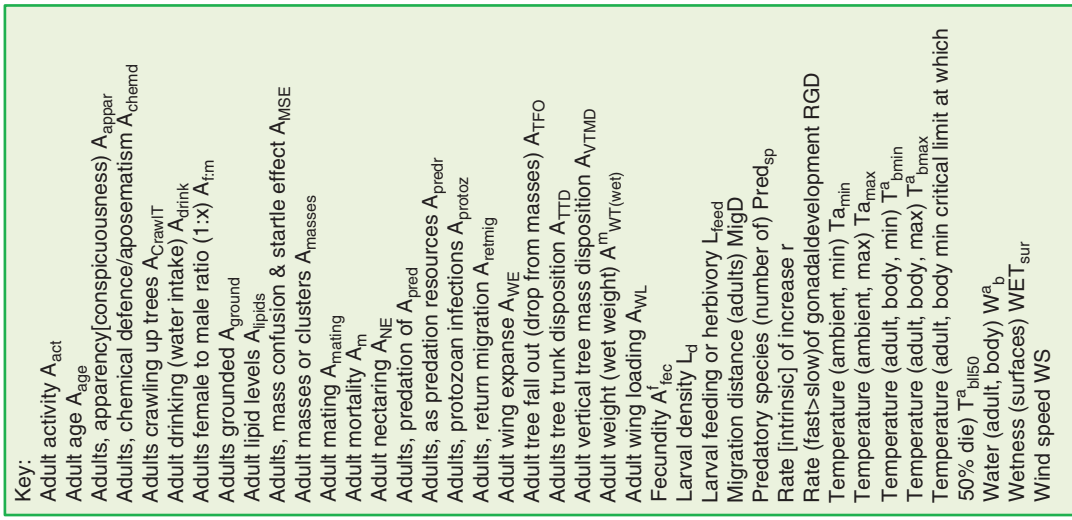 Key:
Adult activity A_act
Adult age A_age
Adults, apparency[conspicuousness) A_appar
Adults, chemical defence/aposematism A_chemd
Adults crawling up trees A_CrawlT
Adult drinking (water intake) A_drink
Adults female to male ratio (1:x) A_f:m
Adults grounded A_ground
Adult lipid levels A_lipids
Adults, mass confusion & startle effect A_MSE
Adult masses or clusters A_masses
Adult mating A_mating
Adult mortality A_m
Adult nectaring A_NE
Adults, predation of A_pred
Adults, as predation resources A_predr
Adults, protozoan infections A_protoz
Adults, return migration A_retmig
Adult wing expanse A_WE
Adult tree fall out (drop from masses) A_TFO
Adults tree trunk disposition A_TTD
Adult vertical tree mass disposition A_VTMD
Adult weight (wet weight) A^m_WT(wet)
Adult wing loading A_WL
Fecundity A^f_fec
Larval density L_d
Larval feeding or herbivory L_feed
Migration distance (adults) MigD
Predatory species (number of) Pred_sp
Rate [intrinsic] of increase r
Rate (fast>slow)of gonadaldevelopment RGD
Temperature (ambient, min) Ta_min
Temperature (ambient, max) Ta_max
Temperature (adult, body, min) T^a_bmin
Temperature (adult, body, max) T^a_bmax
Temperature (adult, body min critical limit at which
50% die) T^a_bll50
Water (adult, body) W^a_b
Wetness (surfaces) WET_sur
Wind speed WS